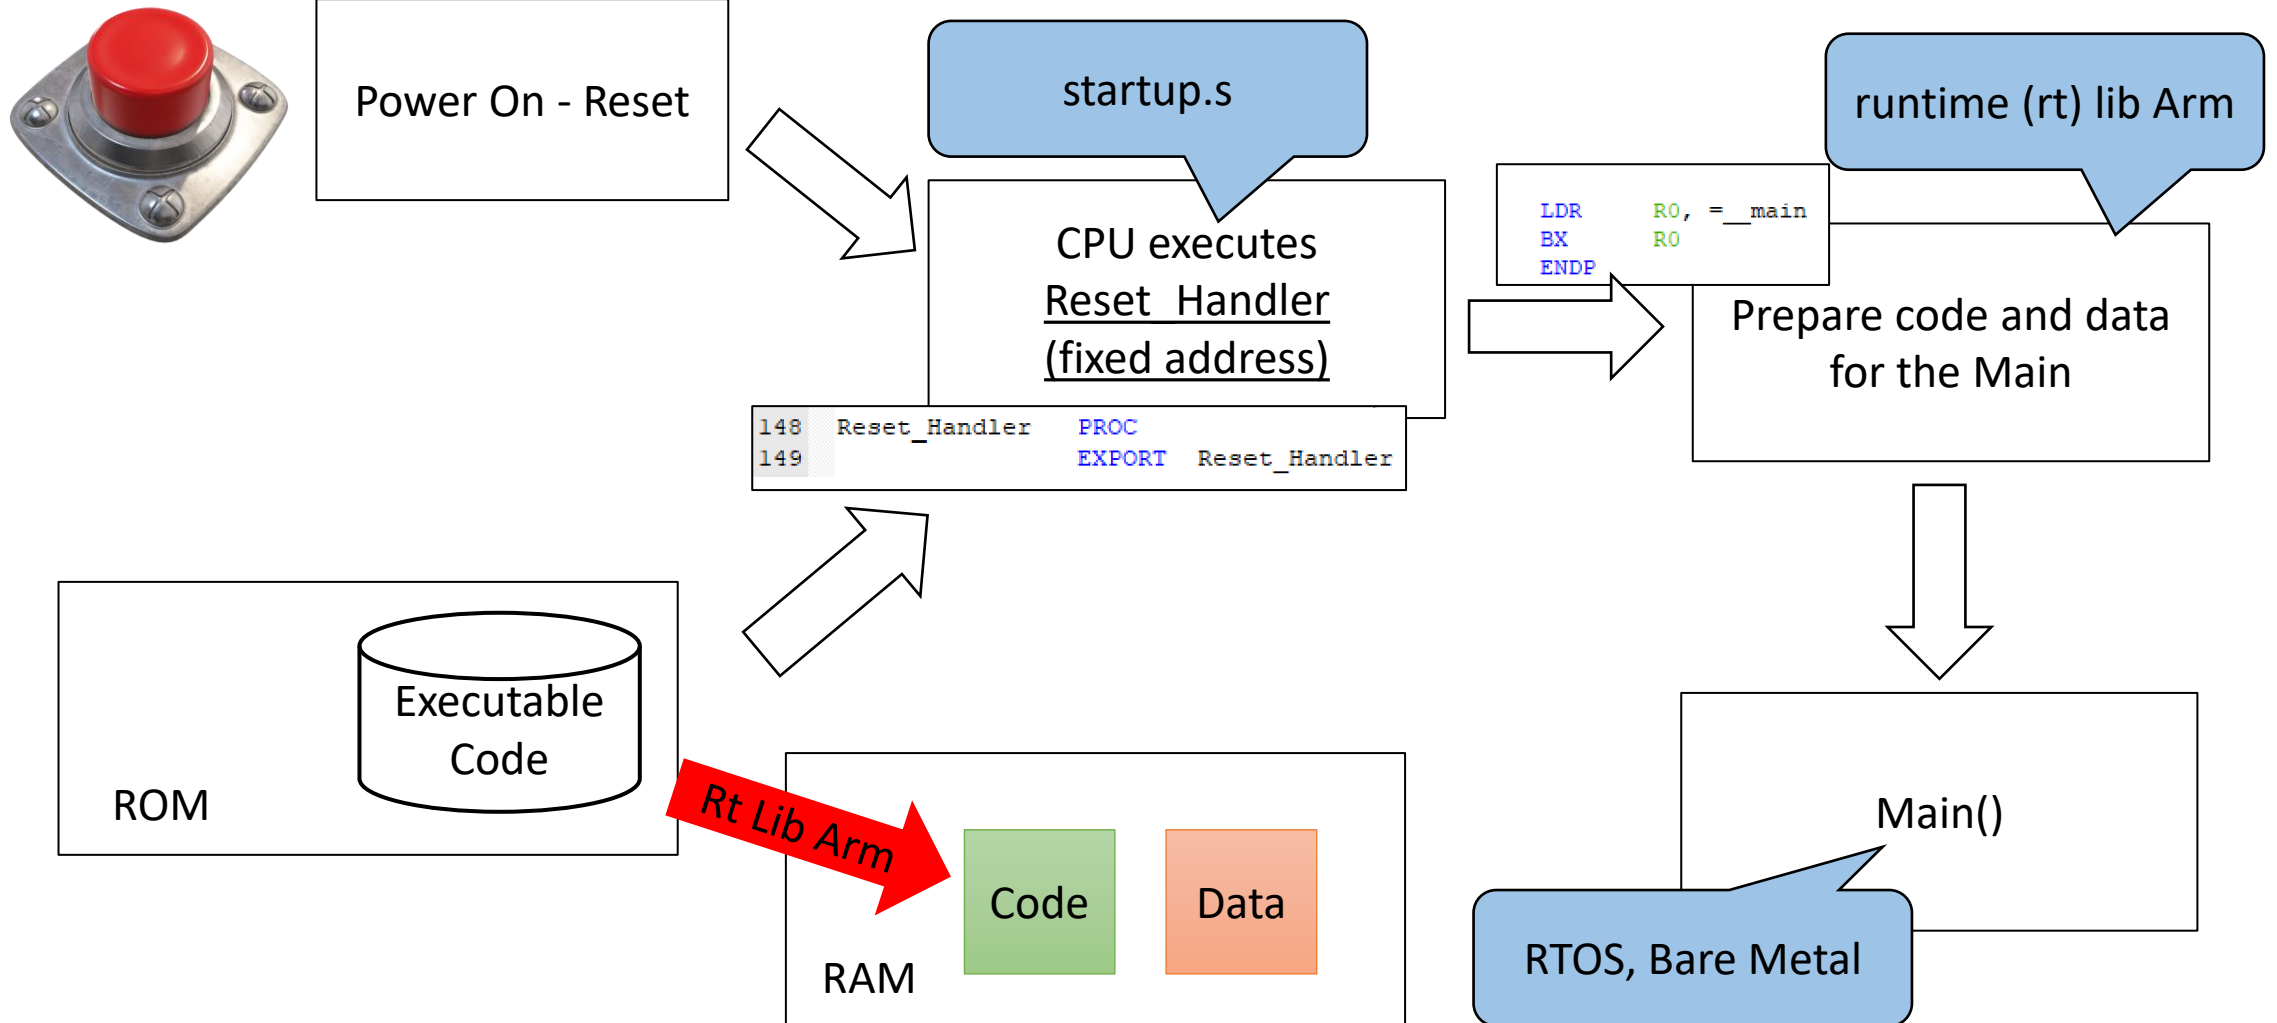 Power On - Reset
startup.s
runtime (rt) lib Arm
CPU executes
Reset_Handler
(fixed address)
LDR R0, =__main
BX R0
ENDP
Prepare code and data
for the Main
148 Reset_Handler PROC
149 EXPORT Reset_Handler
Executable
Code
ROM
Rt Lib Arm
Code
Data
RAM
Main()
RTOS, Bare Metal